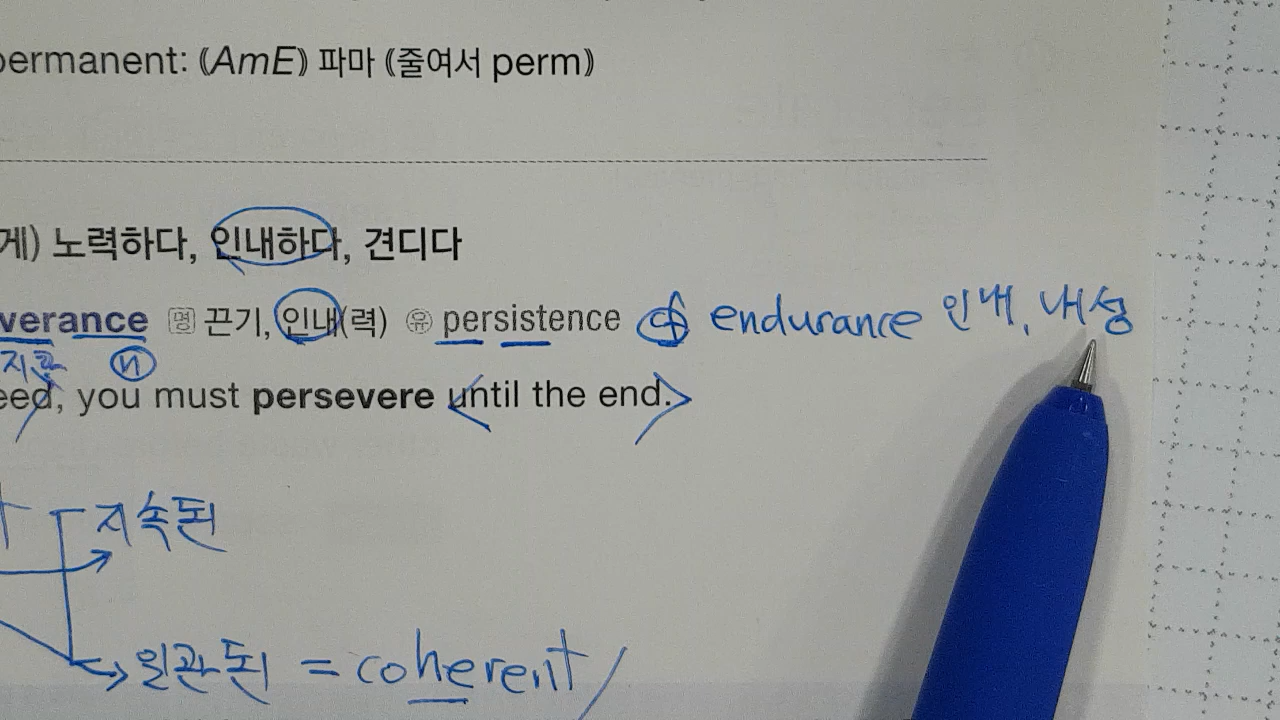 permanent: (AmE) 파마 (줄여서 perm)
게) 노력하다, 인내하다, 견디다
verance 명 끈기, 인내(력) 유 persistence cf endurance 인내, 내성
eed, you must persevere until the end.
지속된
일관된 = coherent